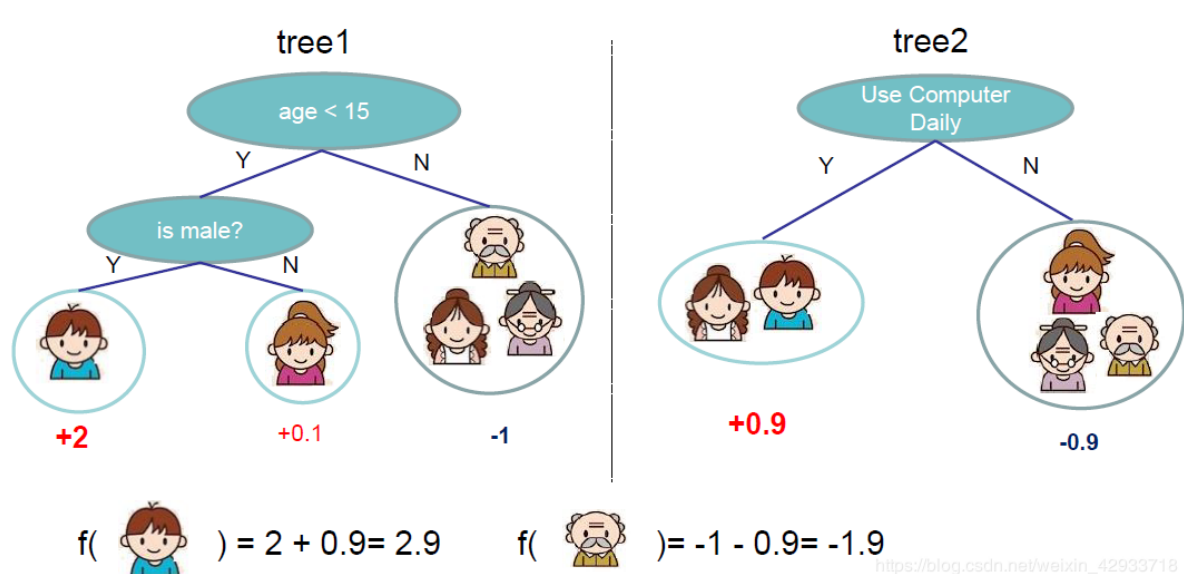 tree1
age < 15
Y
N
is male?
Y
N
+2
+0.1
-1
tree2
Use Computer
Daily
Y
N
+0.9
-0.9
f( ) = 2 + 0.9= 2.9
f( )= -1 - 0.9= -1.9
https://blog.csdn.net/weixin_42933718